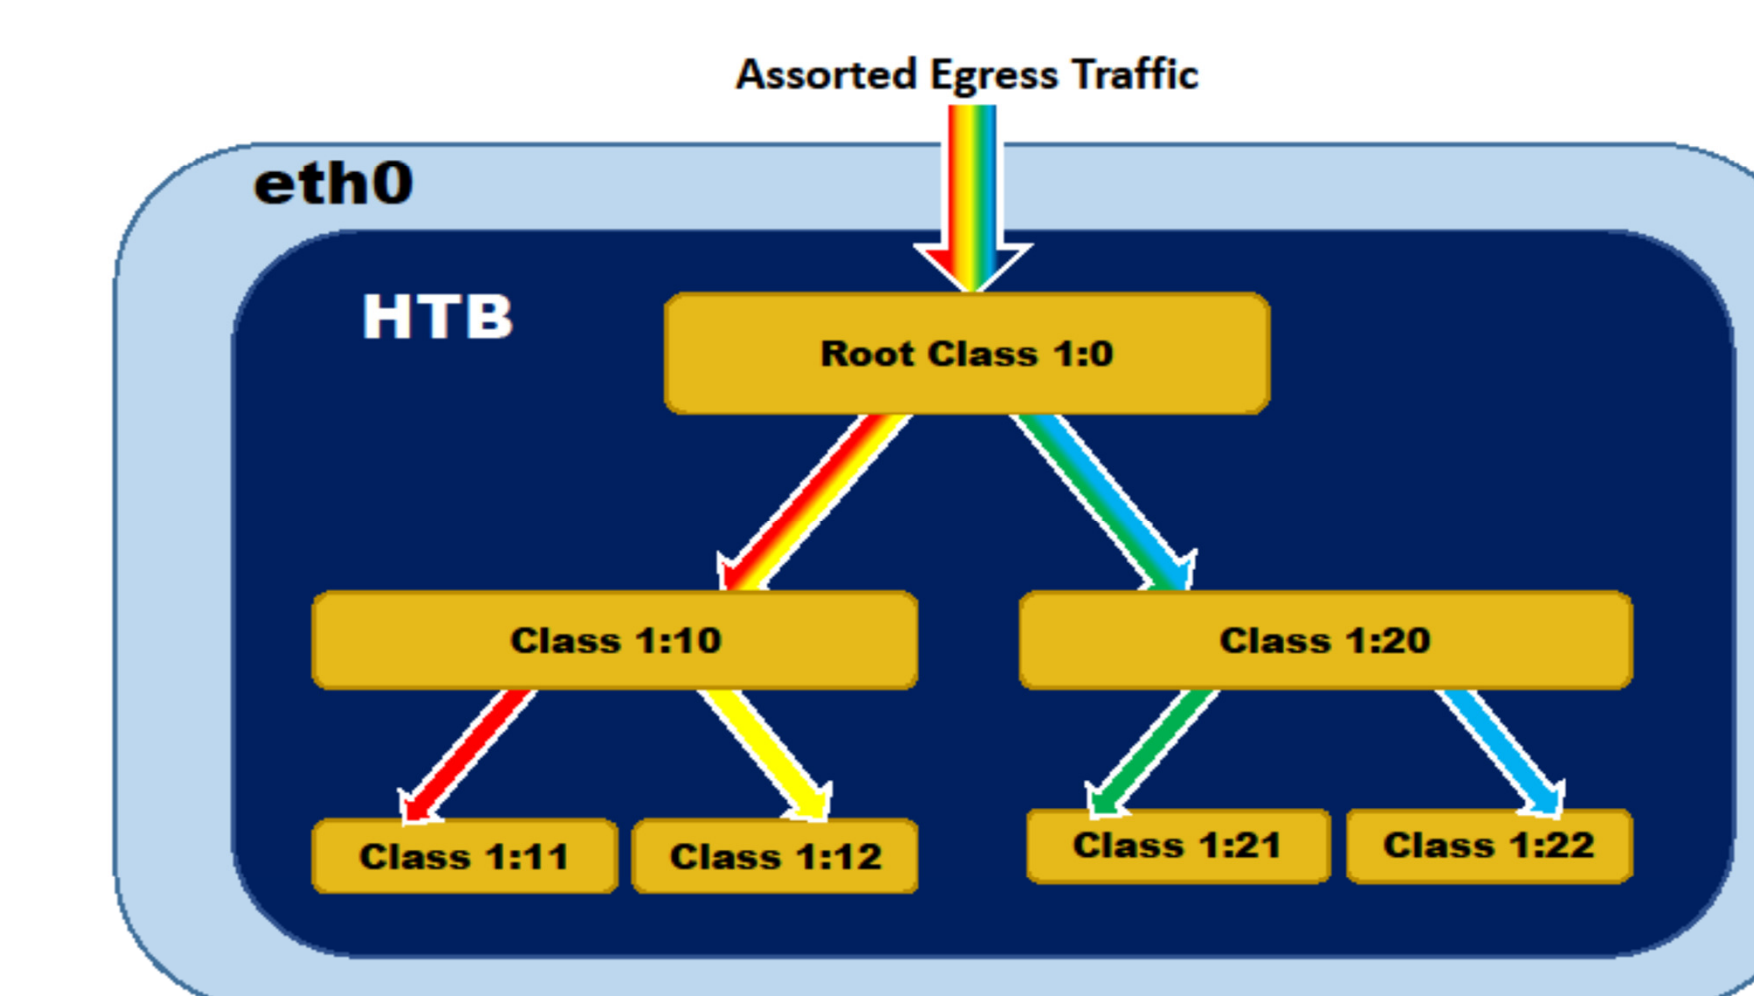 Assorted Egress Traffic
eth0
HTB
Root Class 1:0
Class 1:10
Class 1:20
Class 1:11
Class 1:12
Class 1:21
Class 1:22